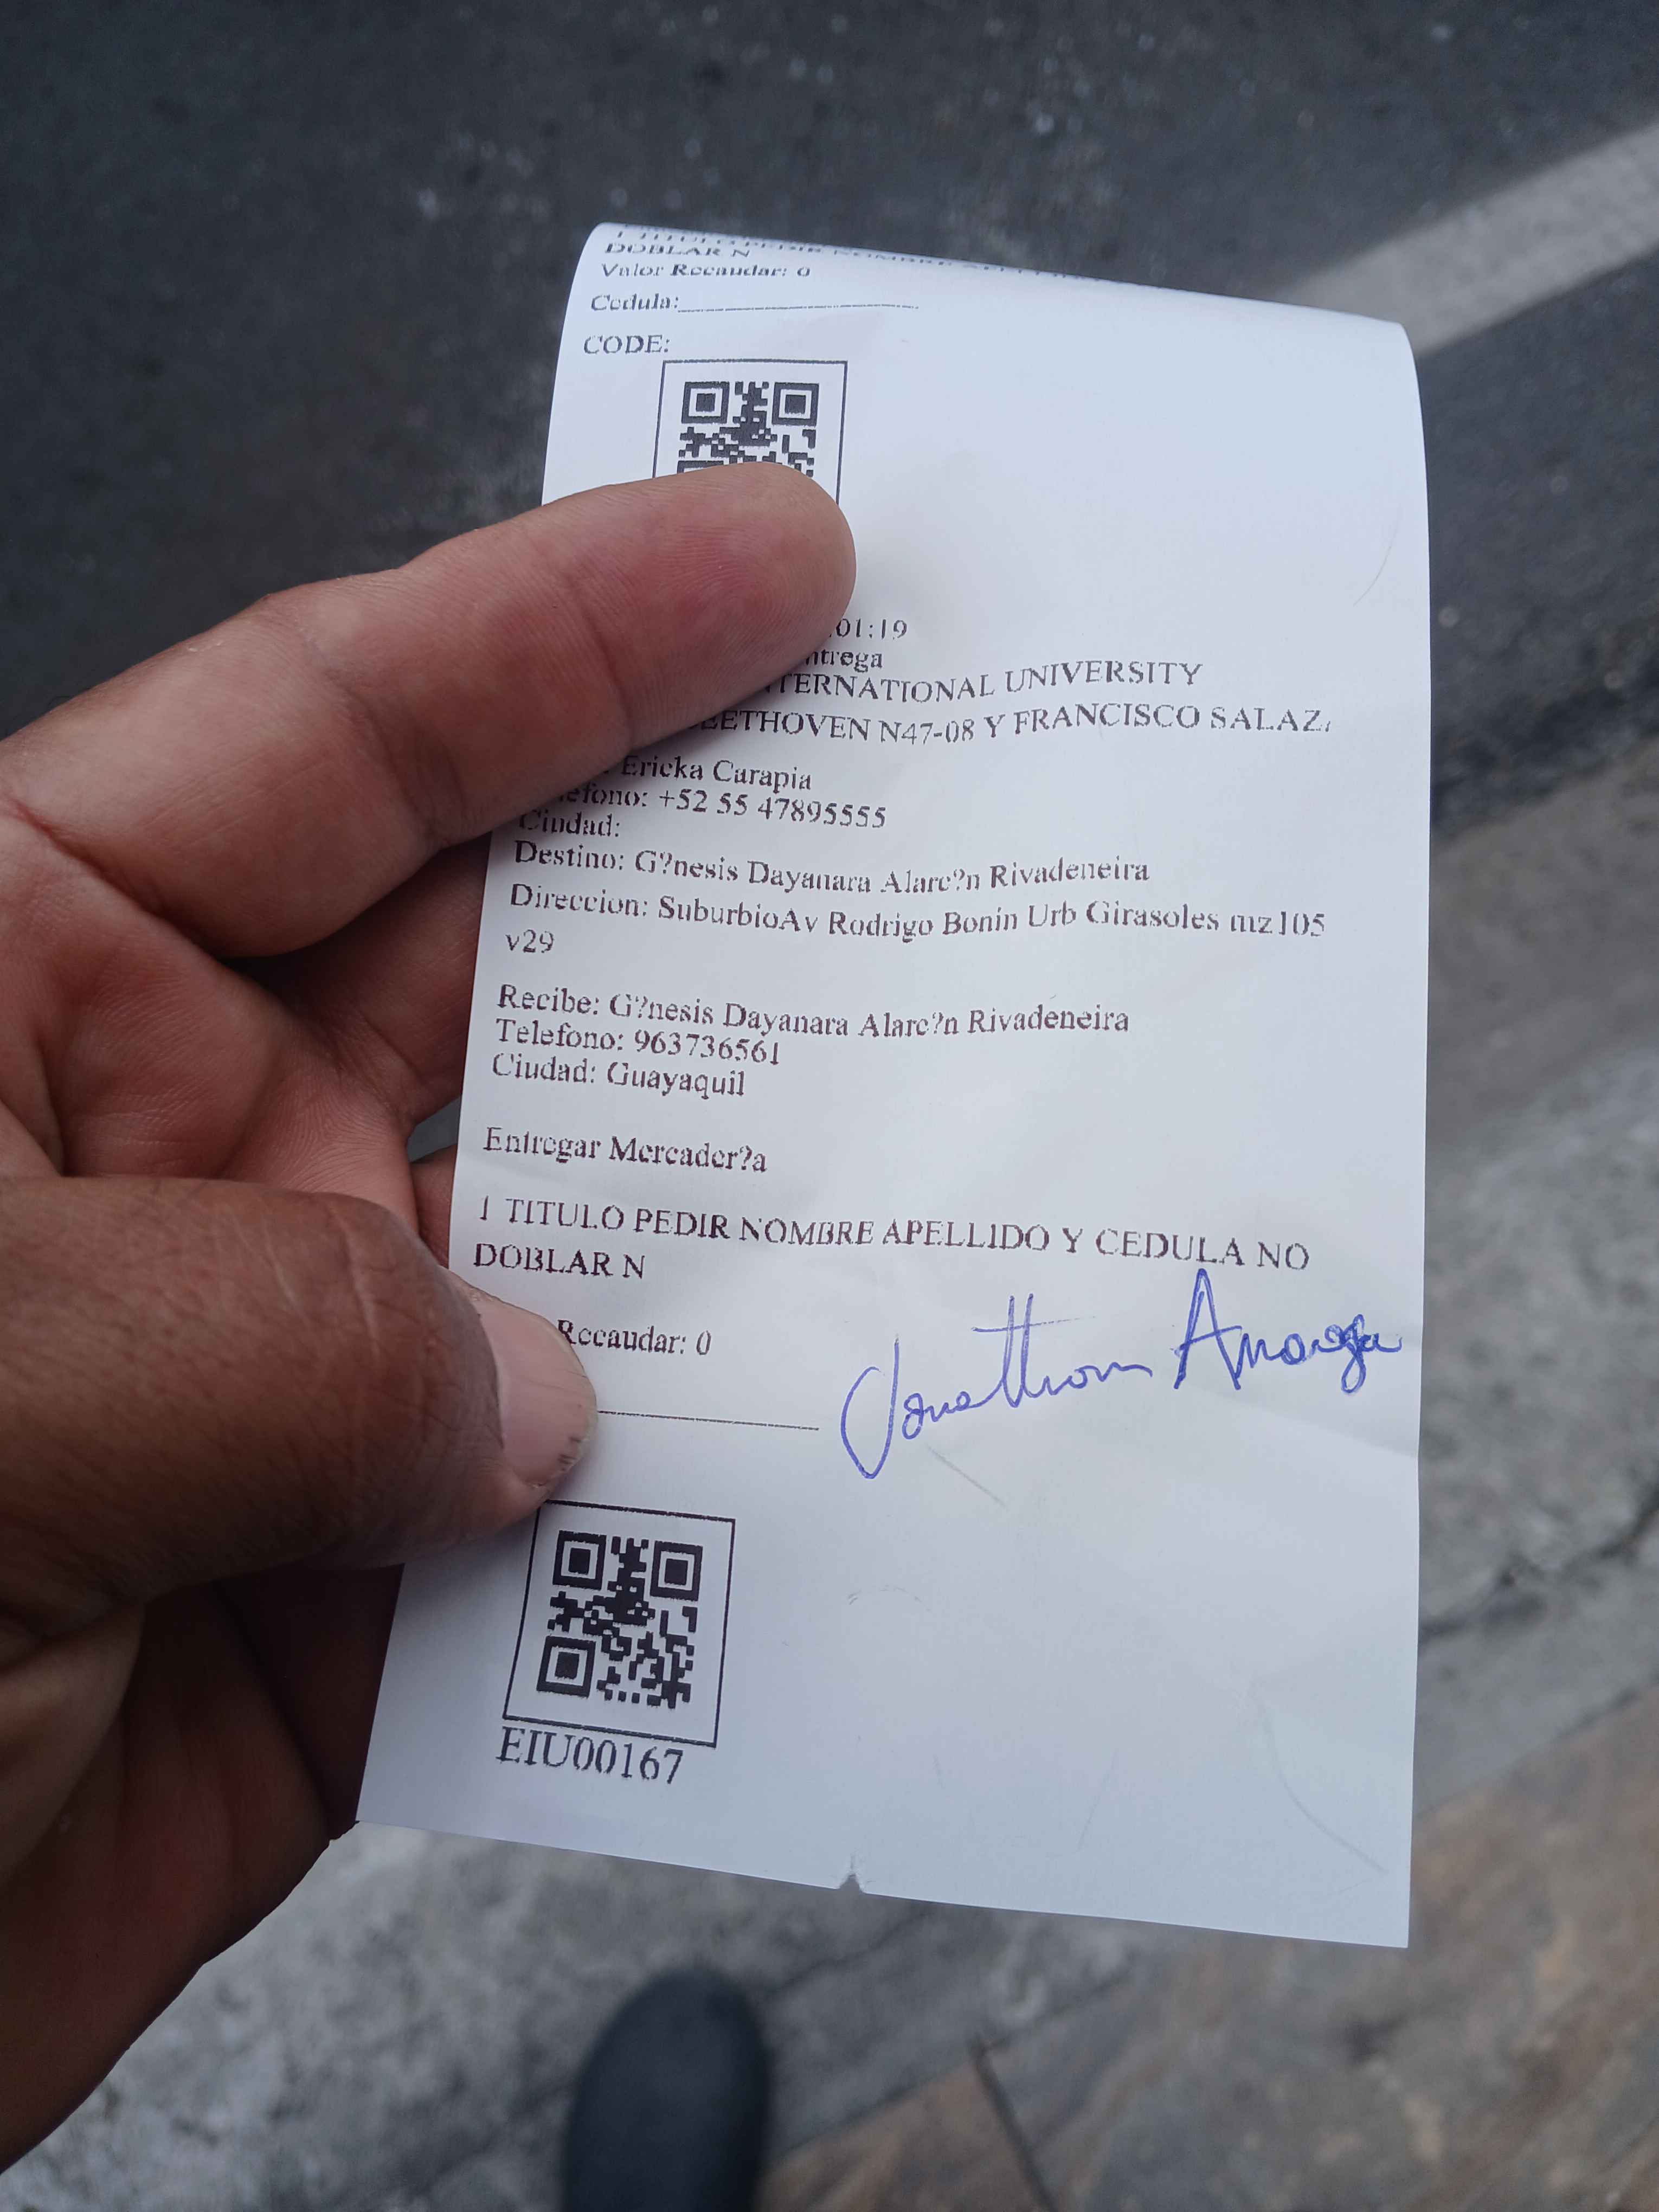 DOBLAR N
Valor Recaudar: 0
Cedula:
CODE:
01:19
ntrega
TERNATIONAL UNIVERSITY
EETHOVEN N47-08 Y FRANCISCO SALAZ
Ericka Carapia
efono: +52 55 47895555
Ciudad:
Destino: G?nesis Dayanara Alarc?n Rivadeneira
Direccion: SuburbioAv Rodrigo Bonin Urb Girasoles mz105
v29
Recibe: G?nesis Dayanara Alarc?n Rivadeneira
Telefono: 963736561
Ciudad: Guayaquil
Entregar Mercader?a
1 TITULO PEDIR NOMBRE APELLIDO Y CEDULA NO
DOBLAR N
Recaudar: 0
Jonathan
EIU00167